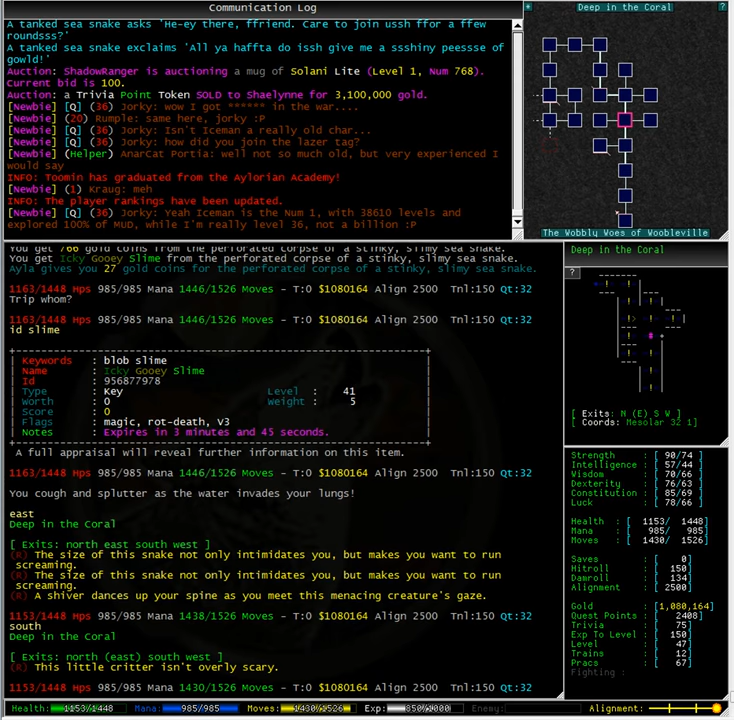 Communication Log
A tanked sea snake asks 'He-ey there, ffriend. Care to join ussh ffor a ffew
roundsss?'
A tanked sea snake exclaims 'All ya haffta do issh give me a ssshiny peessse of
gowld!'
Auction: ShadowRanger is auctioning a mug of Solani Lite (Level 1, Num 768).
Current bid is 100.
Auction: a Trivia Point Token SOLD to Shaelynne for 3,100,000 gold.
[Newbie] [Q] (36) Jorky: wow I got ****** in the war....
[Newbie] (20) Rumple: same here, jorky :P
[Newbie] [Q] (36) Jorky: Isn't Iceman a really old char...
[Newbie] [Q] (36) Jorky: how did you join the lazer tag?
[Newbie] (Helper) AnarCat Portia: well not so much old, but very experienced I
would say
INFO: Toomin has graduated from the Aylorian Academy!
[Newbie] (1) Kraug: meh
INFO: The player rankings have been updated.
[Newbie] [Q] (36) Jorky: Yeah Iceman is the Num 1, with 38610 levels and
explored 100% of MUD, while I'm really level 36, not a billion :P
Deep in the Coral
?
The Wobbly Woes of Woobleville
You get 766 gold coins from the perforated corpse of a stinky, slimy sea snake.
You get Icky Gooey Slime from the perforated corpse of a stinky, slimy sea snake.
Ayla gives you 27 gold coins for the perforated corpse of a stinky, slimy sea snake.
1163/1448 Hps 985/985 Mana 1446/1526 Moves - T:0 $1080164 Align 2500 Tnl:150 Qt:32
Trip whom?
1163/1448 Hps 985/985 Mana 1446/1526 Moves - T:0 $1080164 Align 2500 Tnl:150 Qt:32
id slime
+-----------------------------------------------------------------+
| Keywords : blob slime |
| Name : Icky Gooey Slime |
| Id : 956877978 |
| Type : Key Level : 41 |
| Worth : 0 Weight : 5 |
| Score : 0 |
| Flags : magic, rot-death, V3 |
| Notes : Expires in 3 minutes and 45 seconds. |
+-----------------------------------------------------------------+
A full appraisal will reveal further information on this item.
1163/1448 Hps 985/985 Mana 1446/1526 Moves - T:0 $1080164 Align 2500 Tnl:150 Qt:32
You cough and splutter as the water invades your lungs!
east
Deep in the Coral
[ Exits: north east south west ]
(R) The size of this snake not only intimidates you, but makes you want to run
screaming.
(R) The size of this snake not only intimidates you, but makes you want to run
screaming.
(R) A shiver dances up your spine as you meet this menacing creature's gaze.
1153/1448 Hps 985/985 Mana 1438/1526 Moves - T:0 $1080164 Align 2500 Tnl:150 Qt:32
south
Deep in the Coral
[ Exits: north (east) south west ]
(R) This little critter isn't overly scary.
1153/1448 Hps 985/985 Mana 1430/1526 Moves - T:0 $1080164 Align 2500 Tnl:150 Qt:32
Deep in the Coral
?
[ Exits: N (E) S W ]
[ Coords: Mesolar 32 1]
Strength : [ 90/74 ]
Intelligence : [ 57/44 ]
Wisdom : [ 70/66 ]
Dexterity : [ 76/63 ]
Constitution : [ 85/69 ]
Luck : [ 78/66 ]
Health : [ 1153/ 1448]
Mana : [ 985/ 985]
Moves : [ 1430/ 1526]
Saves : [ 0]
Hitroll : [ 150]
Damroll : [ 134]
Alignment : [ 2500]
Gold : [1,080,164]
Quest Points : [ 2408]
Trivia : [ 75]
Exp To Level : [ 150]
Level : [ 47]
Trains : [ 12]
Pracs : [ 67]
Fighting :
Health: 1153/1448 Mana: 985/985 Moves: 1430/1526 Exp: 850/1000 Enemy: Alignment: